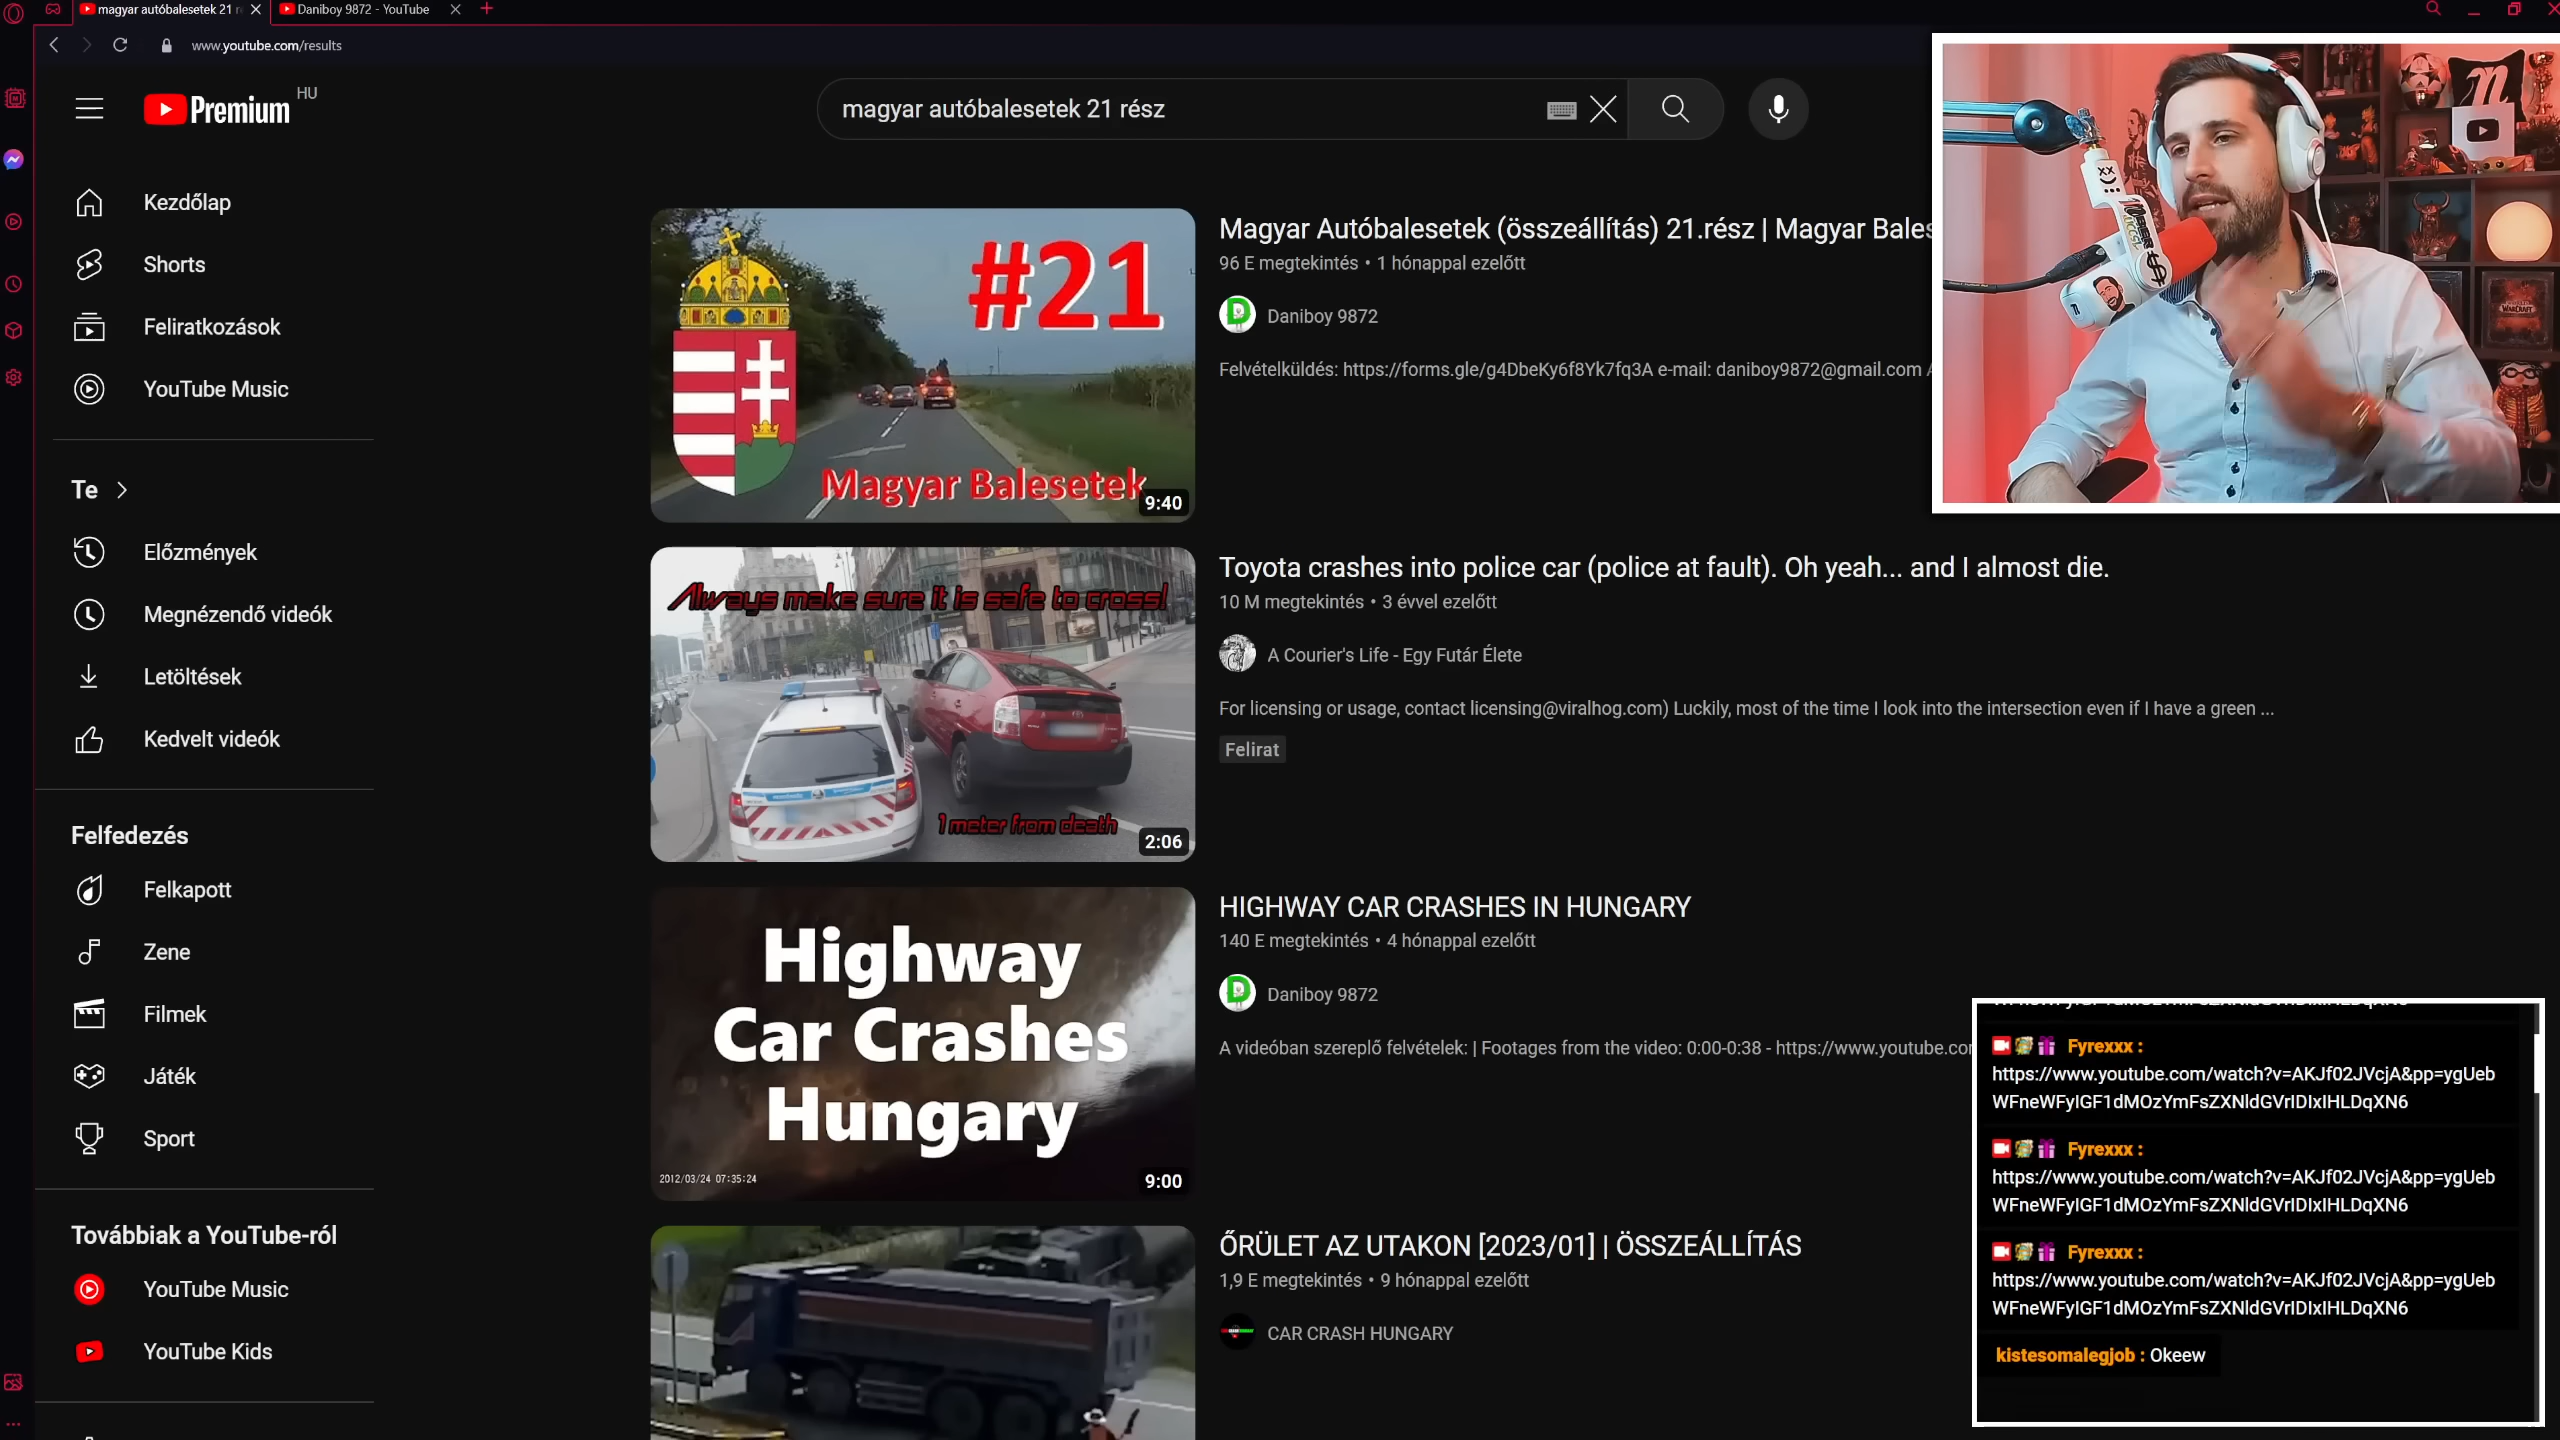 magyar autóbalesetek 21 r
Daniboy 9872 - YouTube
www.youtube.com/results
Premium HU
magyar autóbalesetek 21 rész
Kezdőlap
Shorts
Feliratkozások
YouTube Music
Te
Előzmények
Megnézendő videók
Letöltések
Kedvelt videók
Felfedezés
Felkapott
Zene
Filmek
Játék
Sport
Továbbiak a YouTube-ról
YouTube Music
YouTube Kids
#21
Magyar Balesetek
9:40
Magyar Autóbalesetek (összeállítás) 21.rész | Magyar Bales
96 E megtekintés • 1 hónappal ezelőtt
Daniboy 9872
Felvételküldés: https://forms.gle/g4DbeKy6f8Yk7fq3A e-mail: daniboy9872@gmail.com A
Always make sure it is safe to cross!
1 meter from death
2:06
Toyota crashes into police car (police at fault). Oh yeah... and I almost die.
10 M megtekintés • 3 évvel ezelőtt
A Courier's Life - Egy Futár Élete
For licensing or usage, contact licensing@viralhog.com) Luckily, most of the time I look into the intersection even if I have a green ...
Felirat
Highway
Car Crashes
Hungary
2012/03/24 07:35:24
9:00
HIGHWAY CAR CRASHES IN HUNGARY
140 E megtekintés • 4 hónappal ezelőtt
Daniboy 9872
A videóban szereplő felvételek: | Footages from the video: 0:00-0:38 - https://www.youtube.cor
ŐRÜLET AZ UTAKON [2023/01] | ÖSSZEÁLLÍTÁS
1,9 E megtekintés • 9 hónappal ezelőtt
CAR CRASH HUNGARY
Fyrexxx :
https://www.youtube.com/watch?v=AKJf02JVcjA&pp=ygUeb
WFneWFyIGF1dMOzYmFsZXNldGVrIDIxIHLDqXN6
Fyrexxx :
https://www.youtube.com/watch?v=AKJf02JVcjA&pp=ygUeb
WFneWFyIGF1dMOzYmFsZXNldGVrIDIxIHLDqXN6
Fyrexxx :
https://www.youtube.com/watch?v=AKJf02JVcjA&pp=ygUeb
WFneWFyIGF1dMOzYmFsZXNldGVrIDIxIHLDqXN6
kistesomalegjob : Okeew